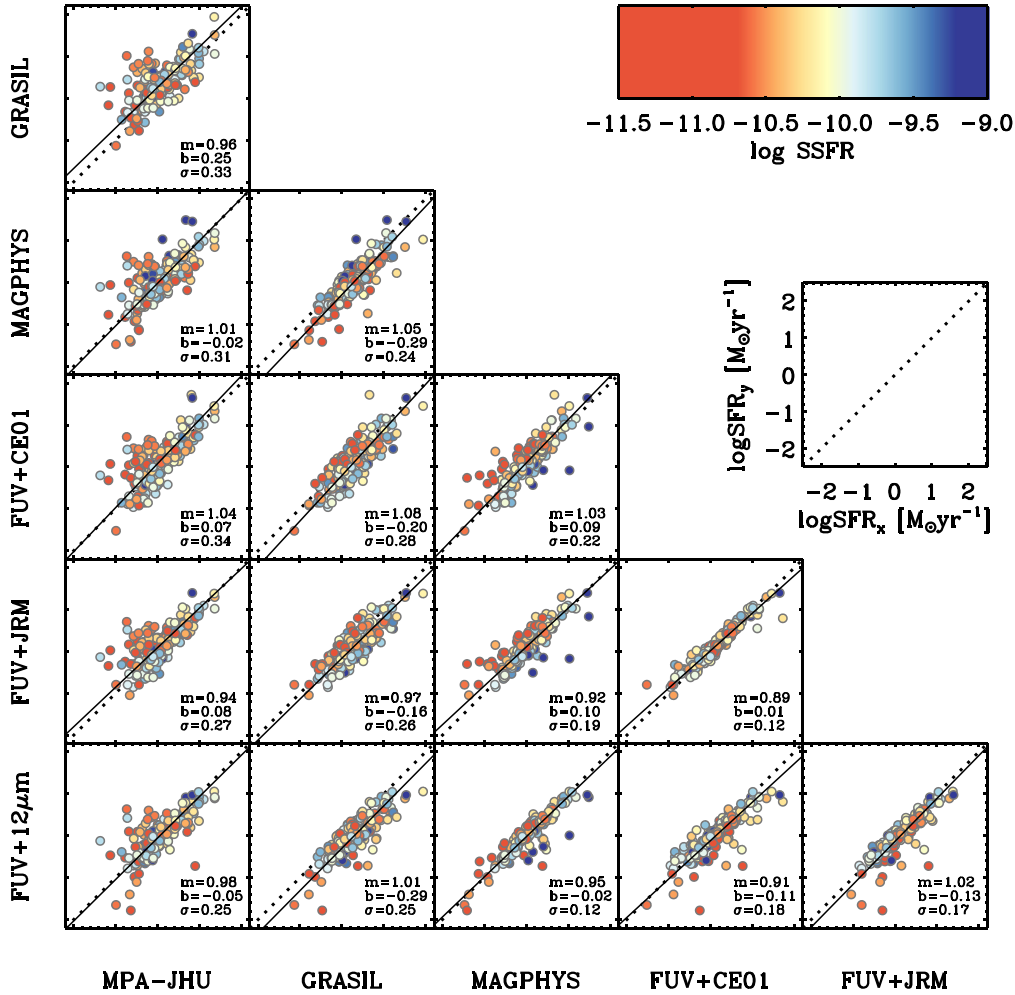 GRASIL
m=0.96
b=0.25
σ=0.33
−11.5 −11.0 −10.5 −10.0 −9.5 −9.0
log SSFR
MAGPHYS
m=1.01
b=−0.02
σ=0.31
m=1.05
b=−0.29
σ=0.24
logSFRy [M⊙yr−1]
2
1
0
−1
−2
−2 −1 0 1 2
logSFRx [M⊙yr−1]
FUV+CE01
m=1.04
b=0.07
σ=0.34
m=1.08
b=−0.20
σ=0.28
m=1.03
b=0.09
σ=0.22
FUV+JRM
m=0.94
b=0.08
σ=0.27
m=0.97
b=−0.16
σ=0.26
m=0.92
b=0.10
σ=0.19
m=0.89
b=0.01
σ=0.12
FUV+12μm
m=0.98
b=−0.05
σ=0.25
m=1.01
b=−0.29
σ=0.25
m=0.95
b=−0.02
σ=0.12
m=0.91
b=−0.11
σ=0.18
m=1.02
b=−0.13
σ=0.17
MPA−JHU GRASIL MAGPHYS FUV+CE01 FUV+JRM